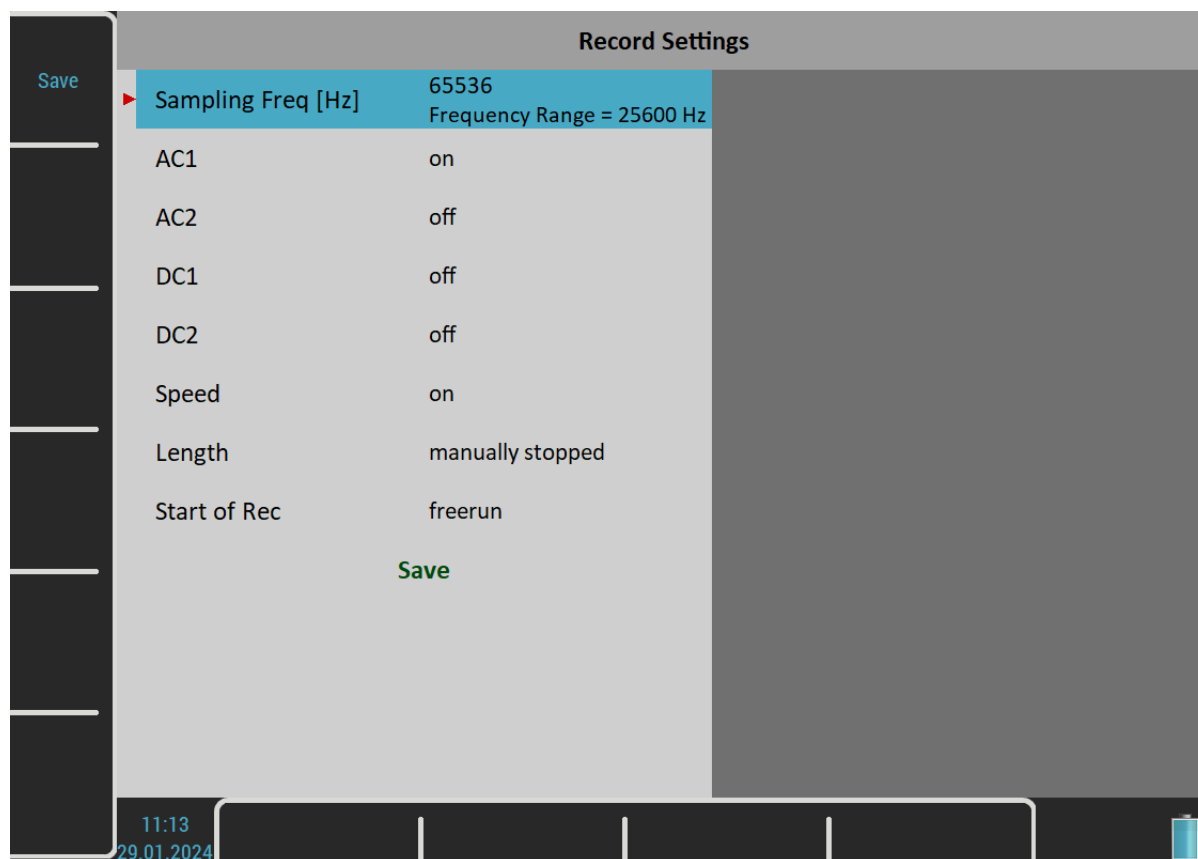 Record Settings
Save
Sampling Freq [Hz] 65536
Frequency Range = 25600 Hz
AC1 on
AC2 off
DC1 off
DC2 off
Speed on
Length manually stopped
Start of Rec freerun
Save
11:13
29.01.2024